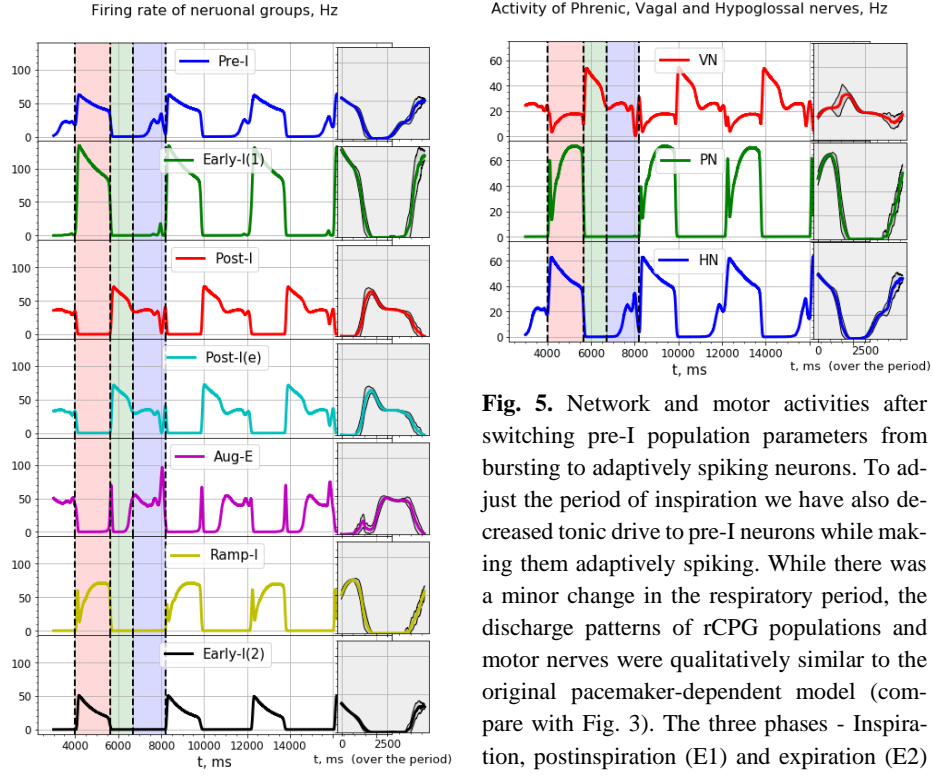 Firing rate of neruonal groups, Hz
100
50
0
Pre-I
100
50
0
Early-I(1)
100
50
0
Post-I
100
50
0
Post-I(e)
100
50
0
Aug-E
100
50
0
Ramp-I
100
50
0
Early-I(2)
4000 6000 8000 10000 12000 14000
t, ms
0 2500
t, ms (over the period)
Activity of Phrenic, Vagal and Hypoglossal nerves, Hz
60
40
20
0
VN
60
40
20
0
PN
60
40
20
0
HN
4000 6000 8000 10000 12000 14000
t, ms
0 2500
t, ms (over the period)
Fig. 5. Network and motor activities after
switching pre-I population parameters from
bursting to adaptively spiking neurons. To ad-
just the period of inspiration we have also de-
creased tonic drive to pre-I neurons while mak-
ing them adaptively spiking. While there was
a minor change in the respiratory period, the
discharge patterns of rCPG populations and
motor nerves were qualitatively similar to the
original pacemaker-dependent model (com-
pare with Fig. 3). The three phases - Inspira-
tion, postinspiration (E1) and expiration (E2)